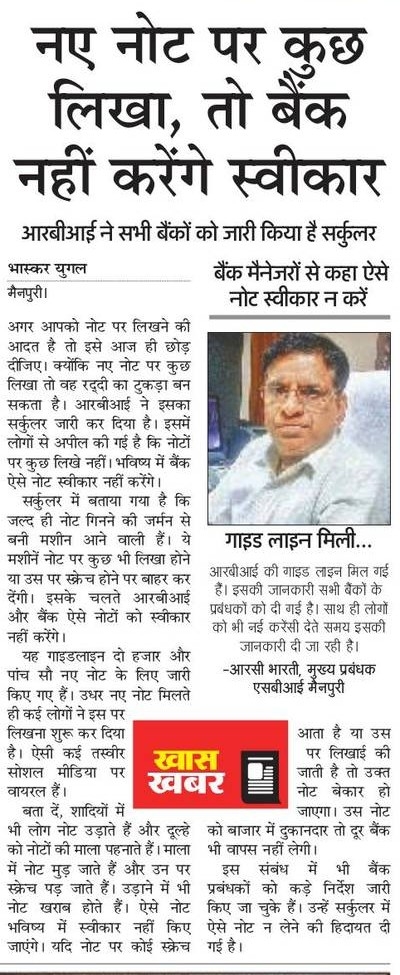 नए नोट पर कुछ
लिखा, तो बैंक
नहीं करेंगे स्वीकार
आरबीआई ने सभी बैंकों को जारी किया है सर्कुलर
भास्कर युगल
मैनपुरी।
अगर आपको नोट पर लिखने की
आदत है तो इसे आज ही छोड़
दीजिए। क्योंकि नए नोट पर कुछ
लिखा तो वह रद्दी का टुकड़ा बन
सकता है। आरबीआई ने इसका
सर्कुलर जारी कर दिया है। इसमें
लोगों से अपील की गई है कि नोटों
पर कुछ लिखे नहीं। भविष्य में बैंक
ऐसे नोट स्वीकार नहीं करेंगे।
सर्कुलर में बताया गया है कि
जल्द ही नोट गिनने की जर्मन से
बनी मशीन आने वाली हैं। ये
मशीनें नोट पर कुछ भी लिखा होने
या उस पर स्क्रेच होने पर बाहर कर
देंगी। इसके चलते आरबीआई
और बैंक ऐसे नोटों को स्वीकार
नहीं करेंगे।
यह गाइडलाइन दो हजार और
पांच सौ नए नोट के लिए जारी
किए गए हैं। उधर नए नोट मिलते
ही कई लोगों ने इस पर
लिखना शुरू कर दिया
है। ऐसी कई तस्वीर
सोशल मीडिया पर
वायरल हैं।
बता दें, शादियों में
भी लोग नोट उड़ाते हैं और दूल्हे
को नोटों की माला पहनाते हैं। माला
में नोट मुड़ जाते हैं और उन पर
स्क्रेच पड़ जाते हैं। उड़ाने में भी
नोट खराब होते हैं। ऐसे नोट
भविष्य में स्वीकार नहीं किए
जाएंगे। यदि नोट पर कोई स्क्रेच
बैंक मैनेजरों से कहा ऐसे
नोट स्वीकार न करें
गाइड लाइन मिली...
आरबीआई की गाइड लाइन मिल गई
हैं। इसकी जानकारी सभी बैंकों के
प्रबंधकों को दी गई है। साथ ही लोगों
को भी नई करेंसी देते समय इसकी
जानकारी दी जा रही है।
-आरसी भारती, मुख्य प्रबंधक
एसबीआई मैनपुरी
खास
खबर
आता है या उस
पर लिखाई की
जाती है तो उक्त
नोट बेकार हो
जाएगा। उस नोट
को बाजार में दुकानदार तो दूर बैंक
भी वापस नहीं लेगी।
इस संबंध में भी बैंक
प्रबंधकों को कड़े निर्देश जारी
किए जा चुके हैं। उन्हें सर्कुलर में
ऐसे नोट न लेने की हिदायत दी
गई है।